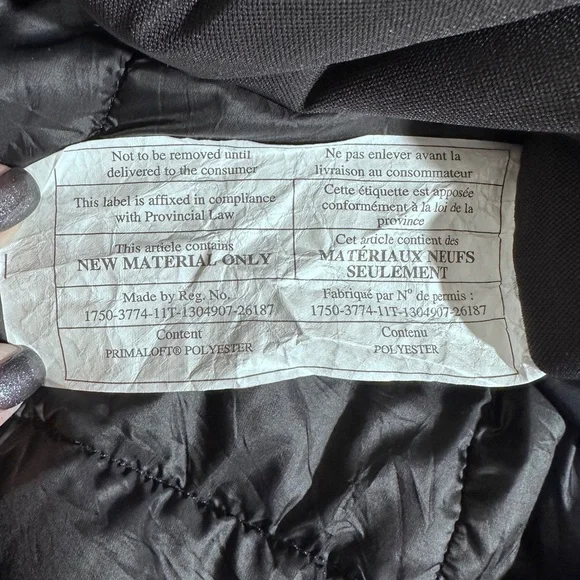 Not to be removed until
delivered to the consumer
Ne pas enlever avant la
livraison au consommateur
This label is affixed in compliance
with Provincial Law
Cette étiquette est apposée
conformément à la loi de la
province
This article contains
NEW MATERIAL ONLY
Cet article contient des
MATÉRIAUX NEUFS
SEULEMENT
Made by Reg. No.
1750-3774-11T-1304907-26187
Fabriqué par N° de permis :
1750-3774-11T-1304907-26187
Content
PRIMALOFT® POLYESTER
Contenu
POLYESTER